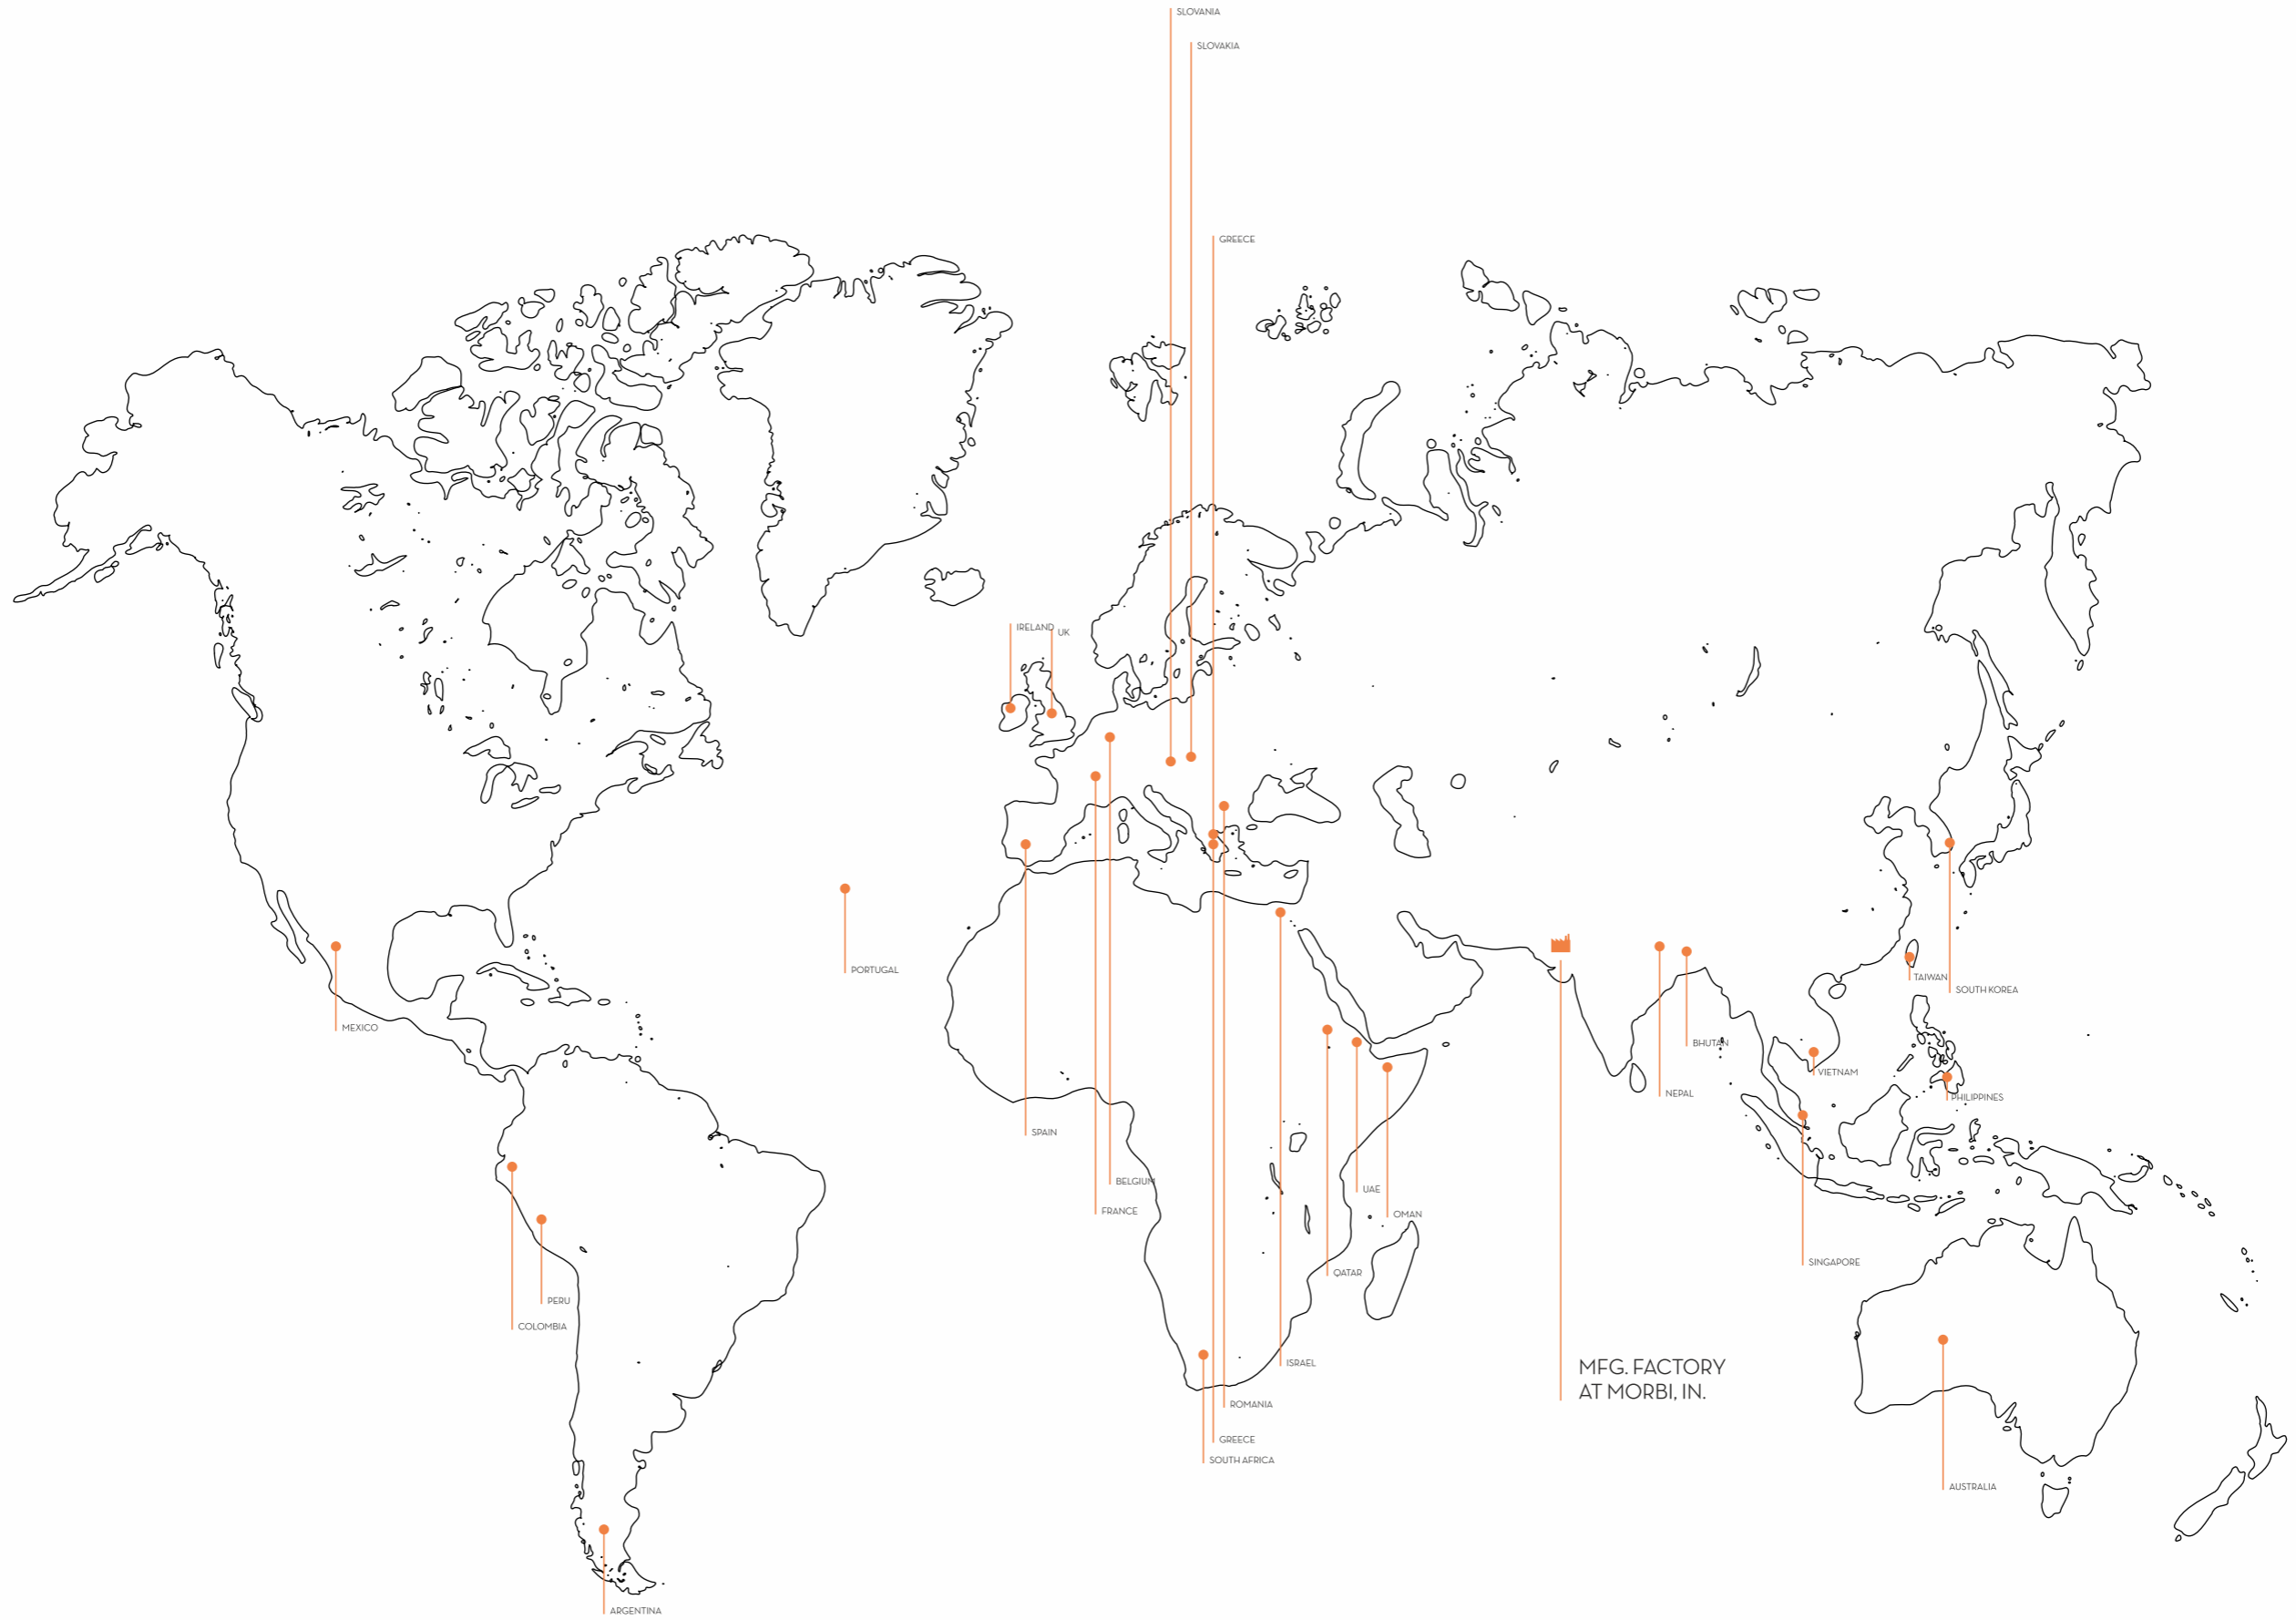 SLOVANIA
SLOVAKIA
GREECE
IRELAND
UK
PORTUGAL
TAIWAN
SOUTH KOREA
MEXICO
BHUTAN
VIETNAM
NEPAL
PHILIPPINES
SPAIN
BELGIUM
UAE
FRANCE
OMAN
SINGAPORE
QATAR
PERU
COLOMBIA
ISRAEL
MFG. FACTORY
AT MORBI, IN.
ROMANIA
GREECE
SOUTH AFRICA
AUSTRALIA
ARGENTINA